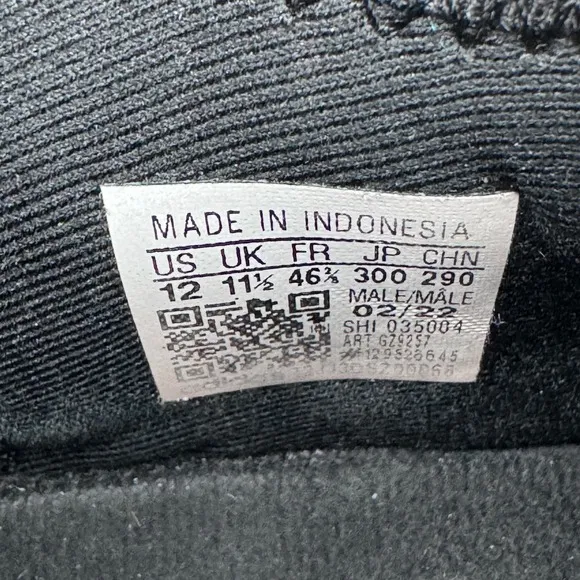 MADE IN INDONESIA
US UK FR JP CHN
12 11½ 46⅔ 300 290
MALE/MÂLE
02/22
SHI 035004
ART GZ9257